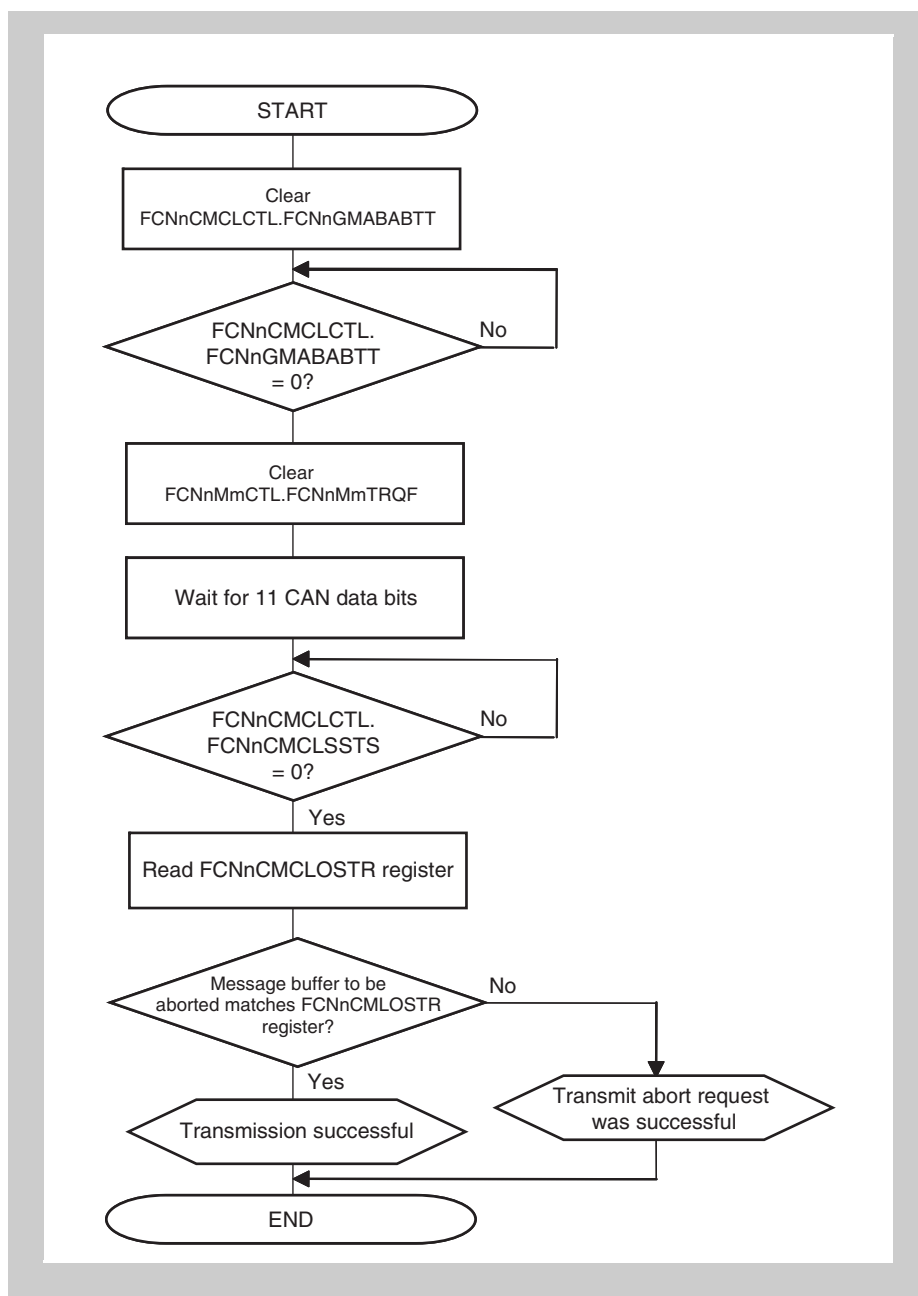 START
Clear
FCNnCMCLCTL.FCNnGMABABTT
FCNnCMCLCTL.
FCNnGMABABTT
= 0?
No
Clear
FCNnMmCTL.FCNnMmTRQF
Wait for 11 CAN data bits
FCNnCMCLCTL.
FCNnCMCLSSTS
= 0?
No
Yes
Read FCNnCMCLOSTR register
Message buffer to be
aborted matches FCNnCMLOSTR
register?
No
Yes
Transmit abort request
was successful
Transmission successful
END